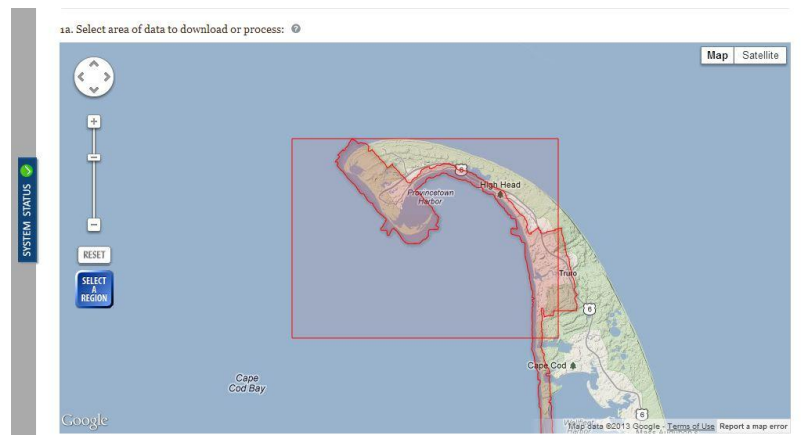 1a. Select area of data to download or process: ?
Map Satellite
SYSTEM STATUS
RESET
SELECT
A
REGION
6
High Head
Provincetown
Harbor
Truro
6
Cape Cod
Cape
Cod Bay
6
Google
Map data ©2013 Google - Terms of Use Report a map error